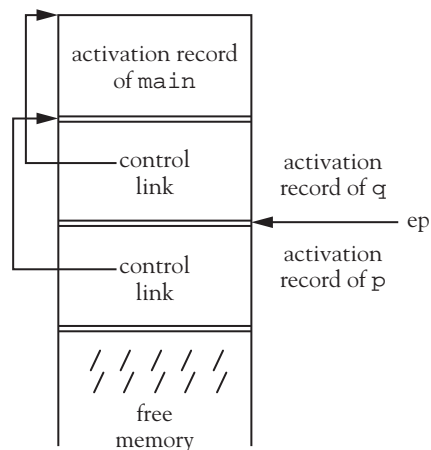 activation record
of main
control
link
activation
record of q
ep
control
link
activation
record of p
free
memory